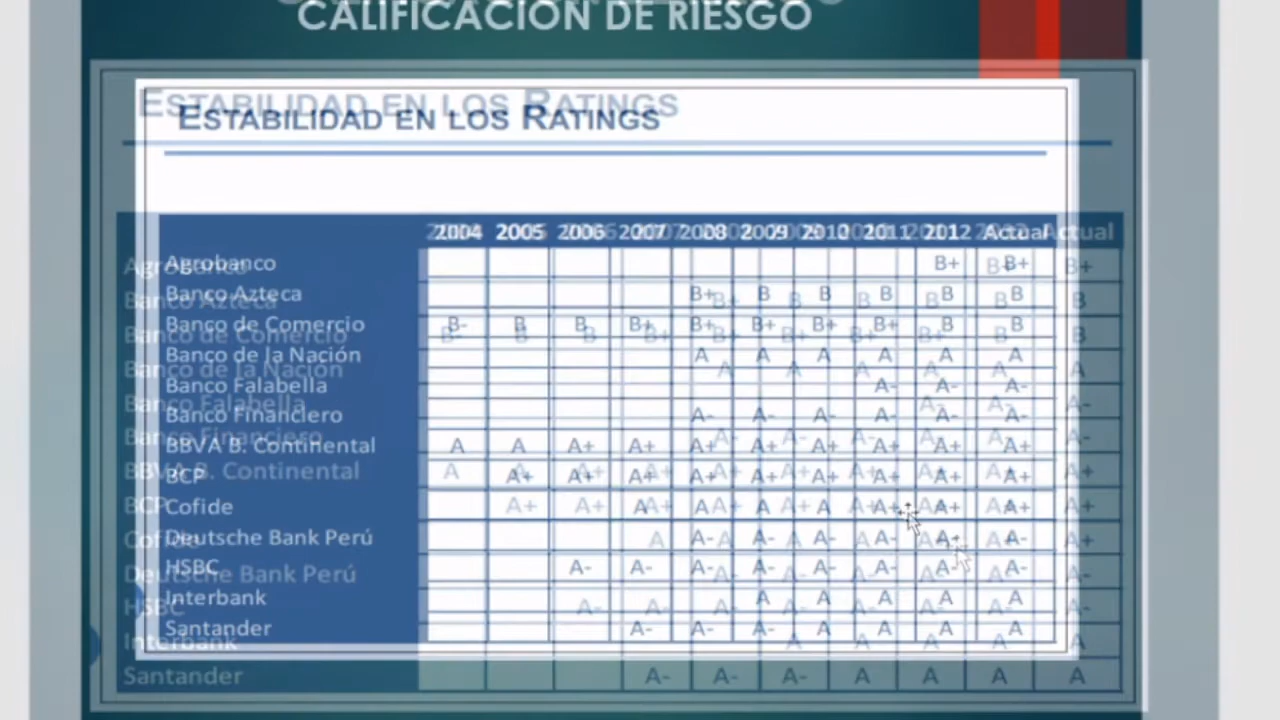 CALIFICACIÓN DE RIESGO
ESTABILIDAD EN LOS RATINGS
2004 2005 2006 2007 2008 2009 2010 2011 2012 Actual
Agrobanco B+ B+
Banco Azteca B+ B B B B B
Banco de Comercio B- B B B+ B+ B+ B+ B+ B B
Banco de la Nación A A A A A A
Banco Falabella A- A- A-
Banco Financiero A- A- A- A- A- A-
BBVA B. Continental A A A+ A+ A+ A+ A+ A+ A+ A+
BCP A+ A+ A+ A+ A+ A+ A+ A+ A+
Cofide A A A A A+ A+ A+
Deutsche Bank Perú A- A- A- A- A- A-
HSBC A- A- A- A- A- A- A- A-
Interbank A A A A A
Santander A- A- A- A A A A